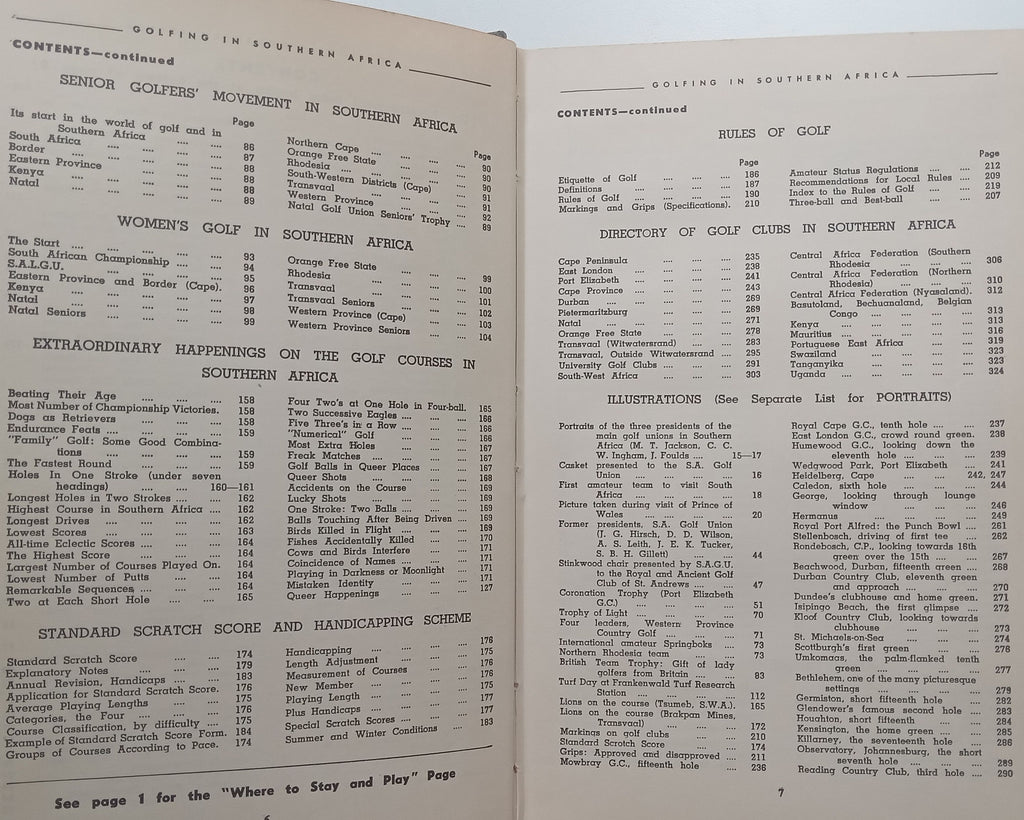 GOLFING IN SOUTHERN AFRICA
CONTENTS—continued
SENIOR GOLFERS' MOVEMENT IN SOUTHERN AFRICA
Page
Its start in the world of golf and in
Southern Africa .... .... .... 86
South Africa .... .... .... 87
Border .... .... .... .... 88
Eastern Province .... .... .... 88
Kenya .... .... .... .... 88
Natal .... .... .... .... 89
Page
Northern Cape .... .... .... 90
Orange Free State .... .... 90
Rhodesia .... .... .... .... 90
South-Western Districts (Cape) .... 91
Transvaal .... .... .... 91
Western Province .... .... 92
Natal Golf Union Seniors' Trophy .... 89
WOMEN'S GOLF IN SOUTHERN AFRICA
The Start .... .... .... .... 93
South African Championship .... .... 94
S.A.L.G.U. .... .... .... 95
Eastern Province and Border (Cape). 96
Kenya .... .... .... .... 97
Natal .... .... .... .... 98
Natal Seniors .... .... .... 99
Orange Free State .... .... 99
Rhodesia .... .... .... 100
Transvaal .... .... .... 101
Transvaal Seniors .... .... 102
Western Province (Cape) .... 103
Western Province Seniors .... 104
EXTRAORDINARY HAPPENINGS ON THE GOLF COURSES IN
SOUTHERN AFRICA
Beating Their Age .... .... .... 158
Most Number of Championship Victories. 158
Dogs as Retrievers .... .... .... 158
Endurance Feats .... .... .... 159
"Family" Golf: Some Good Combina-
tions .... .... .... .... 159
The Fastest Round .... .... .... 159
Holes In One Stroke (under seven
headings) .... .... .... 160—161
Longest Holes in Two Strokes .... .... 162
Highest Course in Southern Africa .... 162
Longest Drives .... .... .... 162
Lowest Scores .... .... .... 163
All-time Eclectic Scores .... .... 164
The Highest Score .... .... .... 164
Largest Number of Courses Played On. 164
Lowest Number of Putts .... .... 164
Remarkable Sequences .... .... .... 164
Two at Each Short Hole .... .... 165
Four Two's at One Hole in Four-ball. 165
Two Successive Eagles .... .... 166
Five Three's in a Row .... .... 166
"Numerical" Golf .... .... 166
Most Extra Holes .... .... 167
Freak Matches .... .... .... 167
Golf Balls in Queer Places .... 168
Queer Shots .... .... .... 168
Accidents on the Course .... .... 169
Lucky Shots .... .... .... 169
One Stroke: Two Balls .... .... 169
Balls Touching After Being Driven .... 169
Birds Killed in Flight .... .... 170
Fishes Accidentally Killed .... 170
Cows and Birds Interfere .... 171
Coincidence of Names .... .... 171
Playing in Darkness or Moonlight .... 171
Mistaken Identity .... .... 171
Queer Happenings .... .... .... 127
STANDARD SCRATCH SCORE AND HANDICAPPING SCHEME
Standard Scratch Score .... .... 174
Explanatory Notes .... .... .... 179
Annual Revision, Handicaps .... .... 183
Application for Standard Scratch Score. 176
Average Playing Lengths .... .... 175
Categories, the Four .... .... 176
Course Classification, by difficulty .... 175
Example of Standard Scratch Score Form. 184
Groups of Courses According to Pace. 174
Handicapping .... .... .... 176
Length Adjustment .... .... 175
Measurement of Courses .... .... 176
New Member .... .... .... 176
Playing Length .... .... .... 175
Plus Handicaps .... .... .... 177
Special Scratch Scores .... .... 177
Summer and Winter Conditions .... 183
See page 1 for the "Where to Stay and Play" Page
6
GOLFING IN SOUTHERN AFRICA
CONTENTS—continued
RULES OF GOLF
Page
Etiquette of Golf .... .... .... 186
Definitions .... .... .... .... 187
Rules of Golf .... .... .... 190
Markings and Grips (Specifications). 210
Page
Amateur Status Regulations .... .... 212
Recommendations for Local Rules .... 209
Index to the Rules of Golf .... .... 219
Three-ball and Best-ball .... .... 207
DIRECTORY OF GOLF CLUBS IN SOUTHERN AFRICA
Cape Peninsula .... .... .... 235
East London .... .... .... 238
Port Elizabeth .... .... .... 241
Cape Province .... .... .... 243
Durban .... .... .... .... 269
Pietermaritzburg .... .... .... 269
Natal .... .... .... .... 271
Orange Free State .... .... .... 278
Transvaal (Witwatersrand) .... .... 283
Transvaal, Outside Witwatersrand .... 295
University Golf Clubs .... .... .... 291
South-West Africa .... .... .... 303
Central Africa Federation (Southern
Rhodesia .... .... .... 306
Central Africa Federation (Northern
Rhodesia) .... .... .... 310
Central Africa Federation (Nyasaland). 312
Basutoland, Bechuanaland, Belgian
Congo .... .... .... .... 313
Kenya .... .... .... .... 313
Mauritius .... .... .... .... 316
Portuguese East Africa .... .... 319
Swaziland .... .... .... .... 323
Tanganyika .... .... .... 323
Uganda .... .... .... .... 324
ILLUSTRATIONS (See Separate List for PORTRAITS)
Portraits of the three presidents of the
main golf unions in Southern
Africa (M. T. Jackson, C. C.
W. Ingham, J. Foulds .... 15—17
Casket presented to the S.A. Golf
Union .... .... .... .... 16
First amateur team to visit South
Africa .... .... .... .... 18
Picture taken during visit of Prince of
Wales .... .... .... .... 20
Former presidents, S.A. Golf Union
(J. G. Hirsch, D. D. Wilson,
A. S. Leith, J. E. K. Tucker,
S. B. H. Gillett) .... .... 44
Stinkwood chair presented by S.A.G.U.
to the Royal and Ancient Golf
Club of St. Andrews .... .... 47
Coronation Trophy (Port Elizabeth
G.C.) .... .... .... .... 51
Trophy of Light .... .... .... 70
Four leaders, Western Province
Country Golf .... .... .... 71
International amateur Springboks .... 73
Northern Rhodesia team .... .... 73
British Team Trophy: Gift of lady
golfers from Britain .... .... 83
Turf Day at Frankenwald Turf Research
Station .... .... .... .... 112
Lions on the course (Tsumeb, S.W.A.). 165
Lions on the course (Brakpan Mines,
Transvaal) .... .... .... 172
Markings on golf clubs .... .... 210
Standard Scratch Score .... .... 174
Grips: Approved and disapproved .... 211
Mowbray G.C., fifteenth hole .... 236
Royal Cape G.C., tenth hole .... .... 237
East London G.C., crowd round green. 238
Humewood G.C., looking down the
eleventh hole .... .... .... 239
Wedgwood Park, Port Elizabeth .... 241
Heidelberg, Cape .... .... 242, 247
Caledon, sixth hole .... .... .... 244
George, looking through lounge
window .... .... .... .... 246
Hermanus .... .... .... .... 249
Royal Port Alfred: the Punch Bowl .... 261
Stellenbosch, driving of first tee .... 262
Rondebosch, C.P., looking towards 16th
green over the 15th .... .... 267
Beachwood, Durban, fifteenth green .... 268
Durban Country Club, eleventh green
and approach .... .... .... 270
Dundee's clubhouse and home green. 271
Isipingo Beach, the first glimpse .... 272
Kloof Country Club, looking towards
clubhouse .... .... .... 273
St. Michaels-on-Sea .... .... .... 274
Scottburgh's first green .... .... 276
Umkomaas, the palm-flanked tenth
green .... .... .... .... 277
Bethlehem, one of the many picturesque
settings .... .... .... .... 279
Germiston, short fifteenth hole .... 282
Glendower's famous second hole .... 283
Houghton, short fifteenth .... .... 284
Kensington, the home green .... .... 285
Killarney, the seventeenth hole .... 286
Observatory, Johannesburg, the short
seventh hole .... .... .... 289
Reading Country Club, third hole .... 290
7